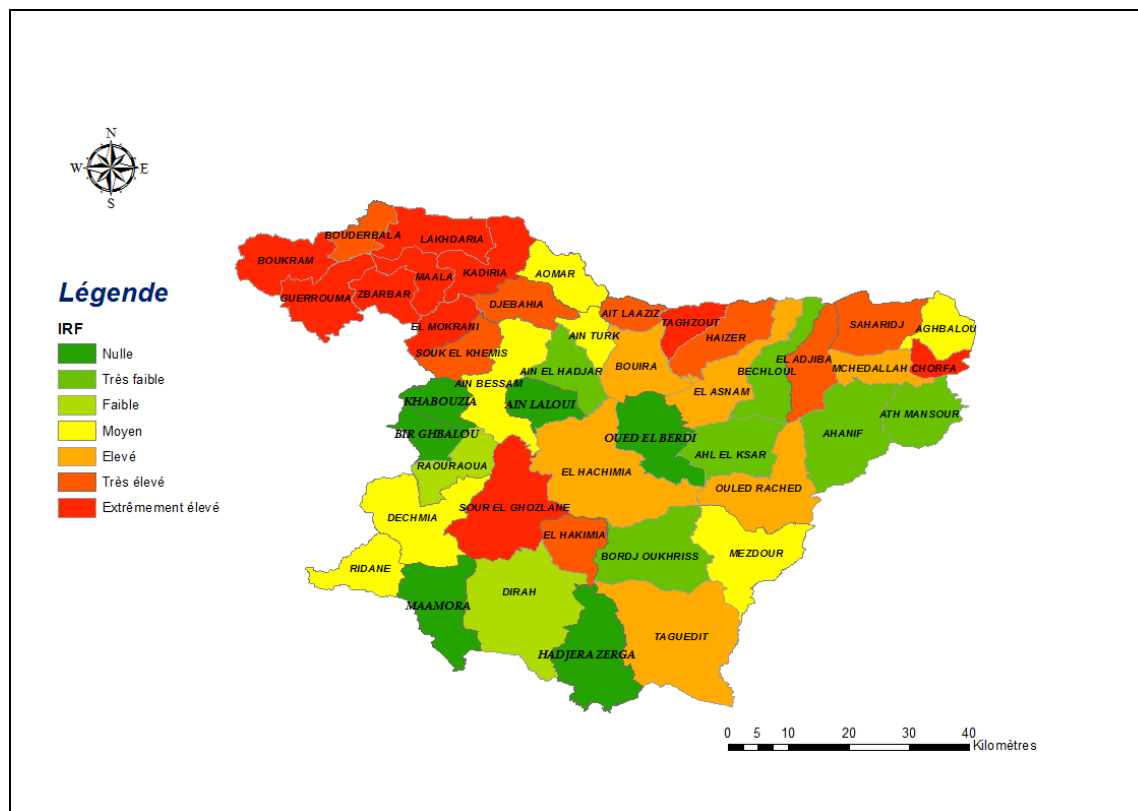 N
W E
S
Légende
IRF
Nulle
Très faible
Faible
Moyen
Elevé
Très élevé
Extrêmement élevé
BOUDERBALA
LAKHDARIA
BOUKRAM
MAALA
KADIRIA
AOMAR
GUERROUMA
ZBARBAR
DJEBAHIA
AIT LAAZIZ
TAGHZOUT
SAHARIDJ
EL MOKRANI
AIN TURK
HAIZER
AGHBALOU
SOUK EL KHEMIS
EL ADJIBA
BOUIRA
BECHLOUL
MCHEDALLAH
CHORFA
AIN EL HADJAR
AIN BESSAM
EL ASNAM
KHABOUZIA
AIN LALOUI
ATH MANSOUR
BIR GHBALOU
OUED EL BERDI
AHANIF
RAOURAOUA
EL HACHIMIA
AHL EL KSAR
OULED RACHED
SOUR EL GHOZLANE
DECHMIA
EL HAKIMIA
BORDJ OUKHRISS
MEZDOUR
RIDANE
DIRAH
MAAMORA
TAGUEDIT
HADJERA ZERGA
0 5 10 20 30 40
Kilomètres